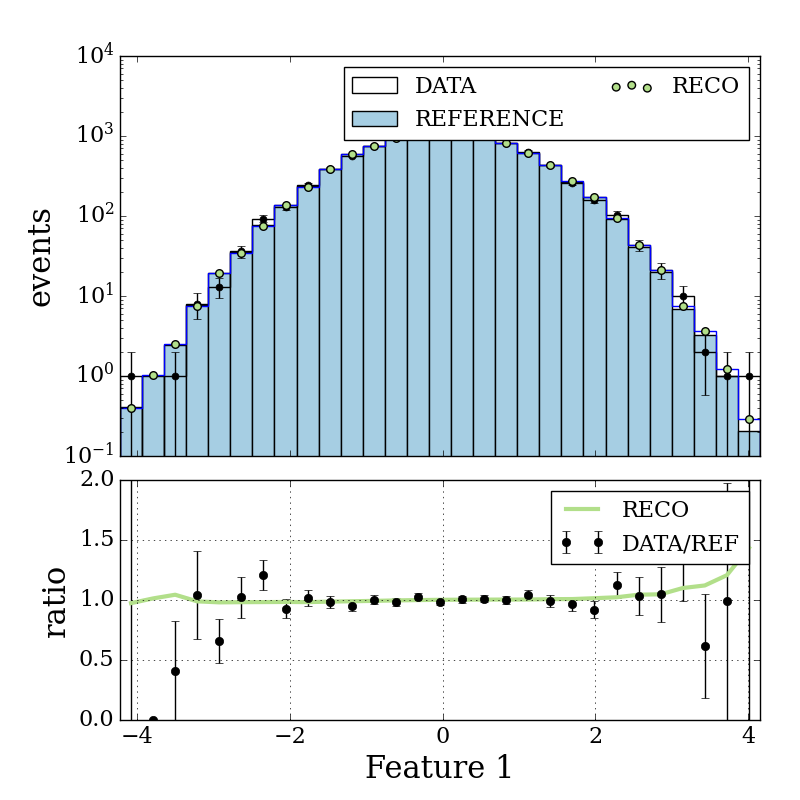 10^4
10^3
10^2
10^1
10^0
10^−1
events
DATA
REFERENCE
RECO
2.0
1.5
1.0
0.5
0.0
ratio
RECO
DATA/REF
−4 −2 0 2 4
Feature 1